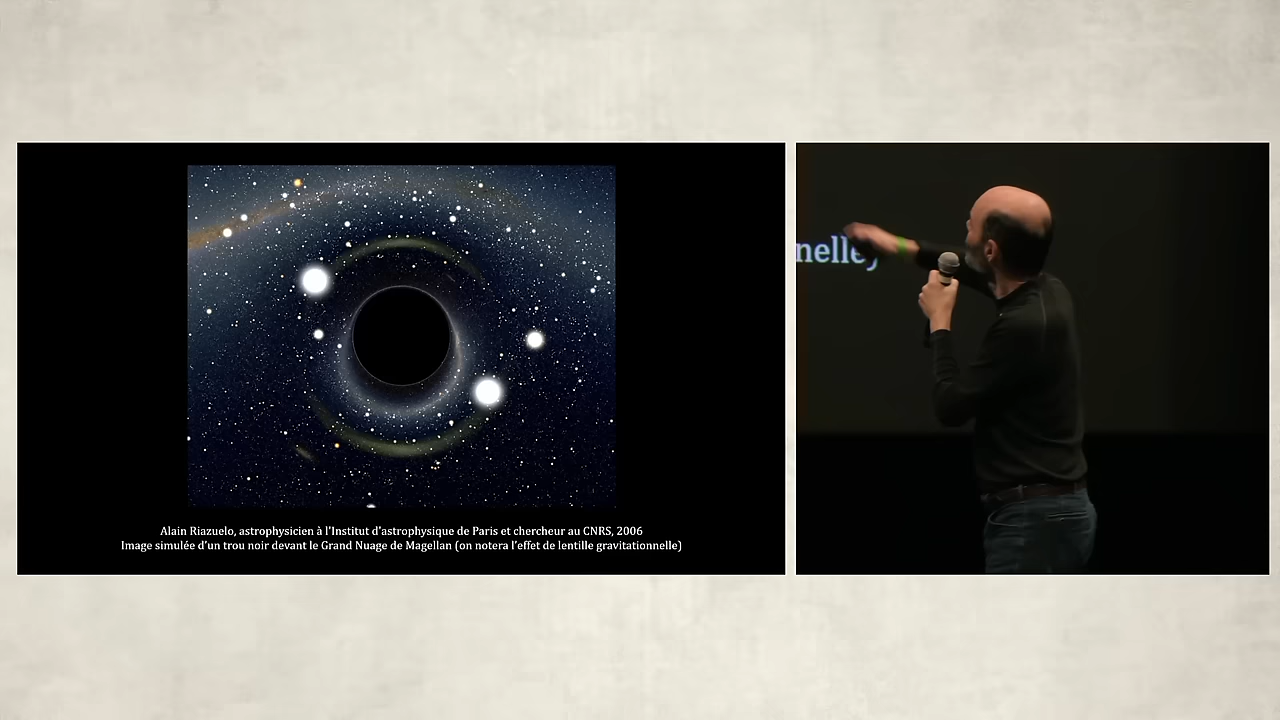 Alain Riazuelo, astrophysicien à l'Institut d'astrophysique de Paris et chercheur au CNRS, 2006
Image simulée d'un trou noir devant le Grand Nuage de Magellan (on notera l'effet de lentille gravitationnelle)
nelle)